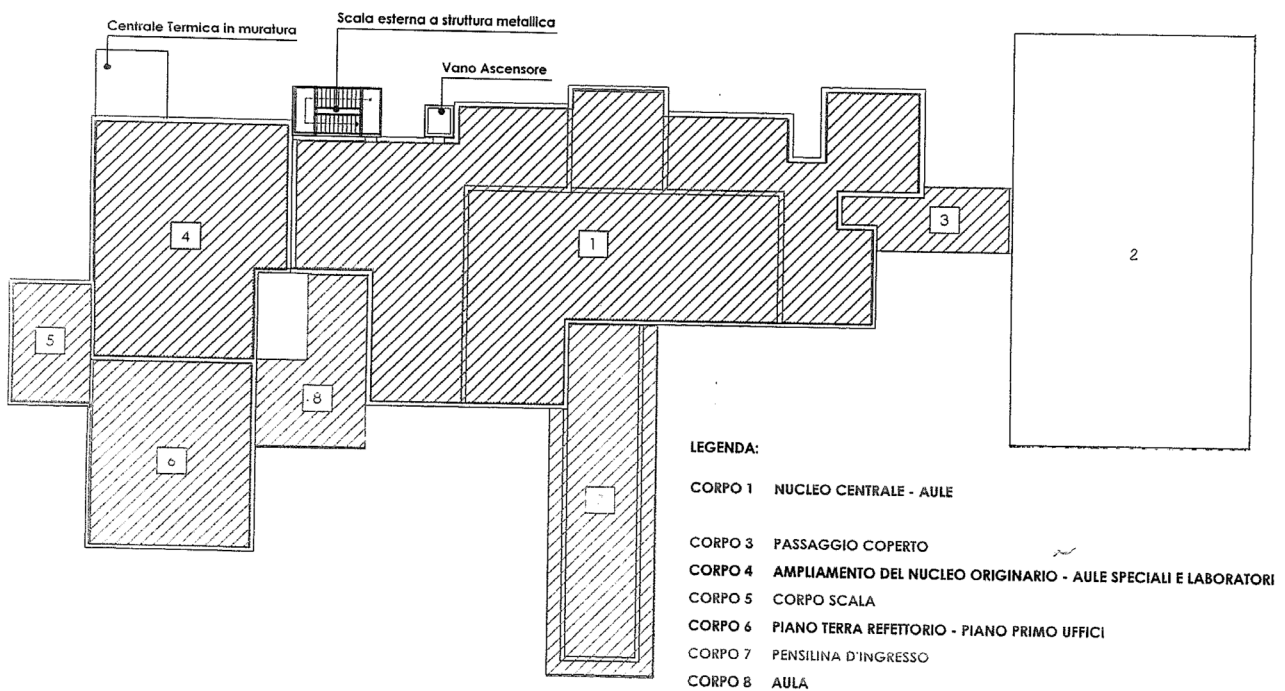 Centrale Termica in muratura
Scala esterna a struttura metallica
Vano Ascensore
4
1
3
2
5
8
6
7
LEGENDA:
CORPO 1 NUCLEO CENTRALE - AULE
CORPO 3 PASSAGGIO COPERTO
CORPO 4 AMPLIAMENTO DEL NUCLEO ORIGINARIO - AULE SPECIALI E LABORATORI
CORPO 5 CORPO SCALA
CORPO 6 PIANO TERRA REFETTORIO - PIANO PRIMO UFFICI
CORPO 7 PENSILINA D'INGRESSO
CORPO 8 AULA